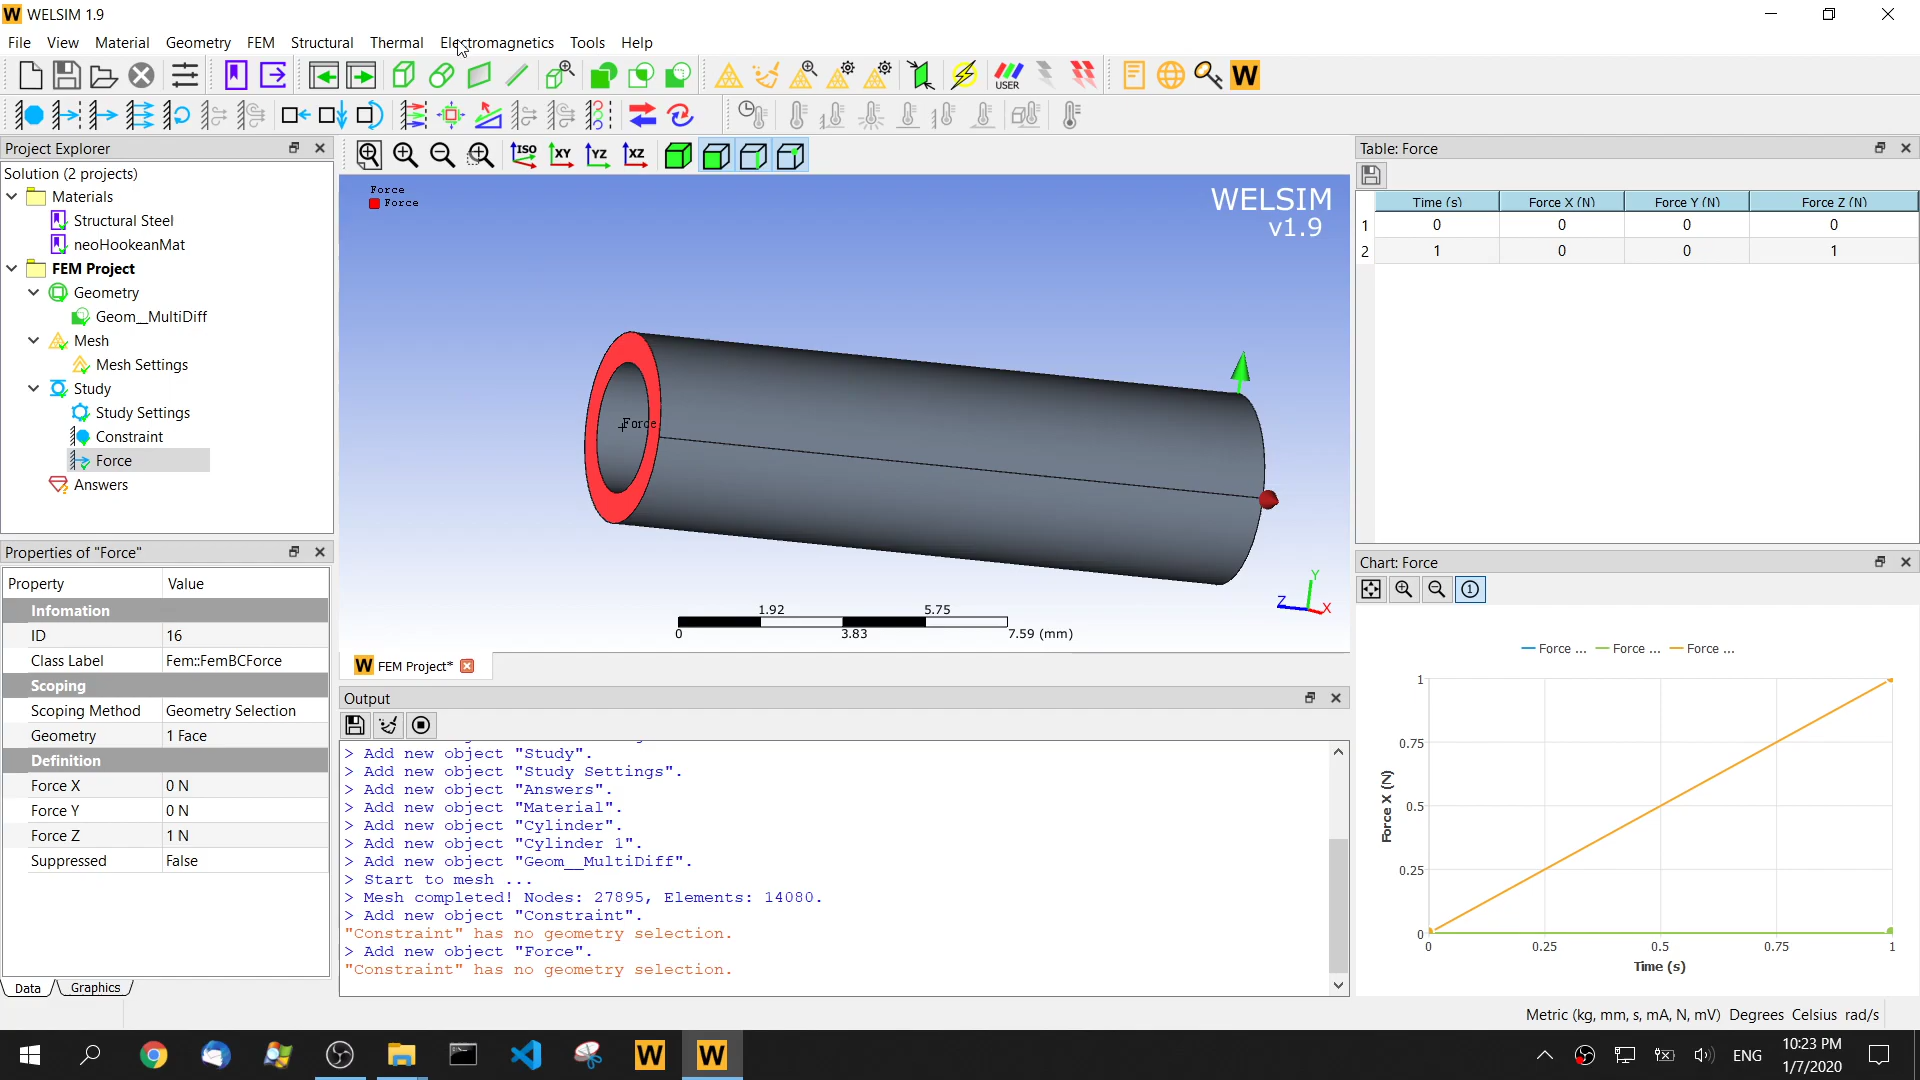 WELSIM 1.9
File View Material Geometry FEM Structural Thermal Electromagnetics Tools Help
USER
Project Explorer
Solution (2 projects)
Materials
Structural Steel
neoHookeanMat
FEM Project
Geometry
Geom__MultiDiff
Mesh
Mesh Settings
Study
Study Settings
Constraint
Force
Answers
Properties of "Force"
Property Value
Infomation
ID 16
Class Label Fem::FemBCForce
Scoping
Scoping Method Geometry Selection
Geometry 1 Face
Definition
Force X 0 N
Force Y 0 N
Force Z 1 N
Suppressed False
Data Graphics
ISO XY YZ XZ
Force
Force
WELSIM
v1.9
Force
Y
Z
X
1.92 5.75
0 3.83 7.59 (mm)
FEM Project*
Output
> Add new object "Study".
> Add new object "Study Settings".
> Add new object "Answers".
> Add new object "Material".
> Add new object "Cylinder".
> Add new object "Cylinder 1".
> Add new object "Geom__MultiDiff".
> Start to mesh ...
> Mesh completed! Nodes: 27895, Elements: 14080.
> Add new object "Constraint".
"Constraint" has no geometry selection.
> Add new object "Force".
"Constraint" has no geometry selection.
Table: Force
Time (s) Force X (N) Force Y (N) Force Z (N)
1 0 0 0 0
2 1 0 0 1
Chart: Force
Force ... Force ... Force ...
1
0.75
0.5
0.25
0
Force X (N)
0 0.25 0.5 0.75 1
Time (s)
Metric (kg, mm, s, mA, N, mV) Degrees Celsius rad/s
ENG
10:23 PM
1/7/2020